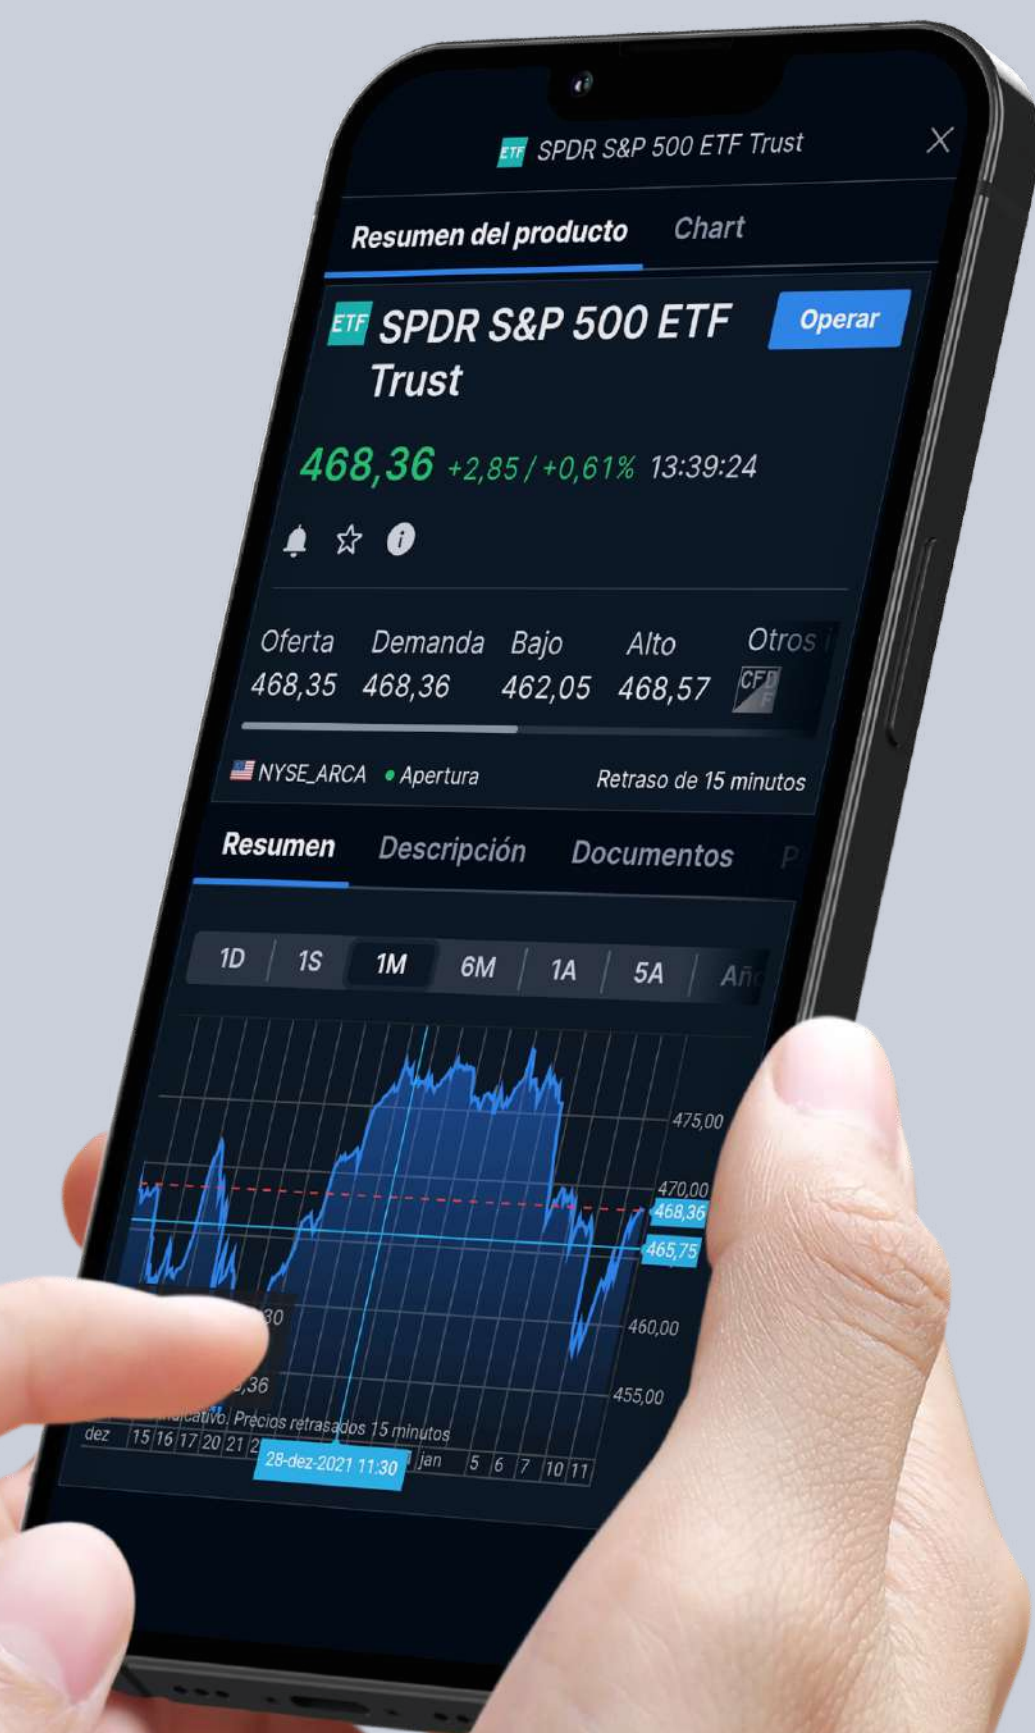 ETF SPDR S&P 500 ETF Trust
Resumen del producto Chart
ETF SPDR S&P 500 ETF
Trust
Operar
468,36 +2,85 / +0,61% 13:39:24
Oferta Demanda Bajo Alto Otros
468,35 468,36 462,05 468,57 CFD
NYSE_ARCA Apertura Retraso de 15 minutos
Resumen Descripción Documentos
1D 1S 1M 6M 1A 5A
475,00
470,00
468,36
465,75
460,00
455,00
Precios retrasados 15 minutos
dez 15 16 17 20 21 jan 5 6 7 10 11
28-dez-2021 11:30